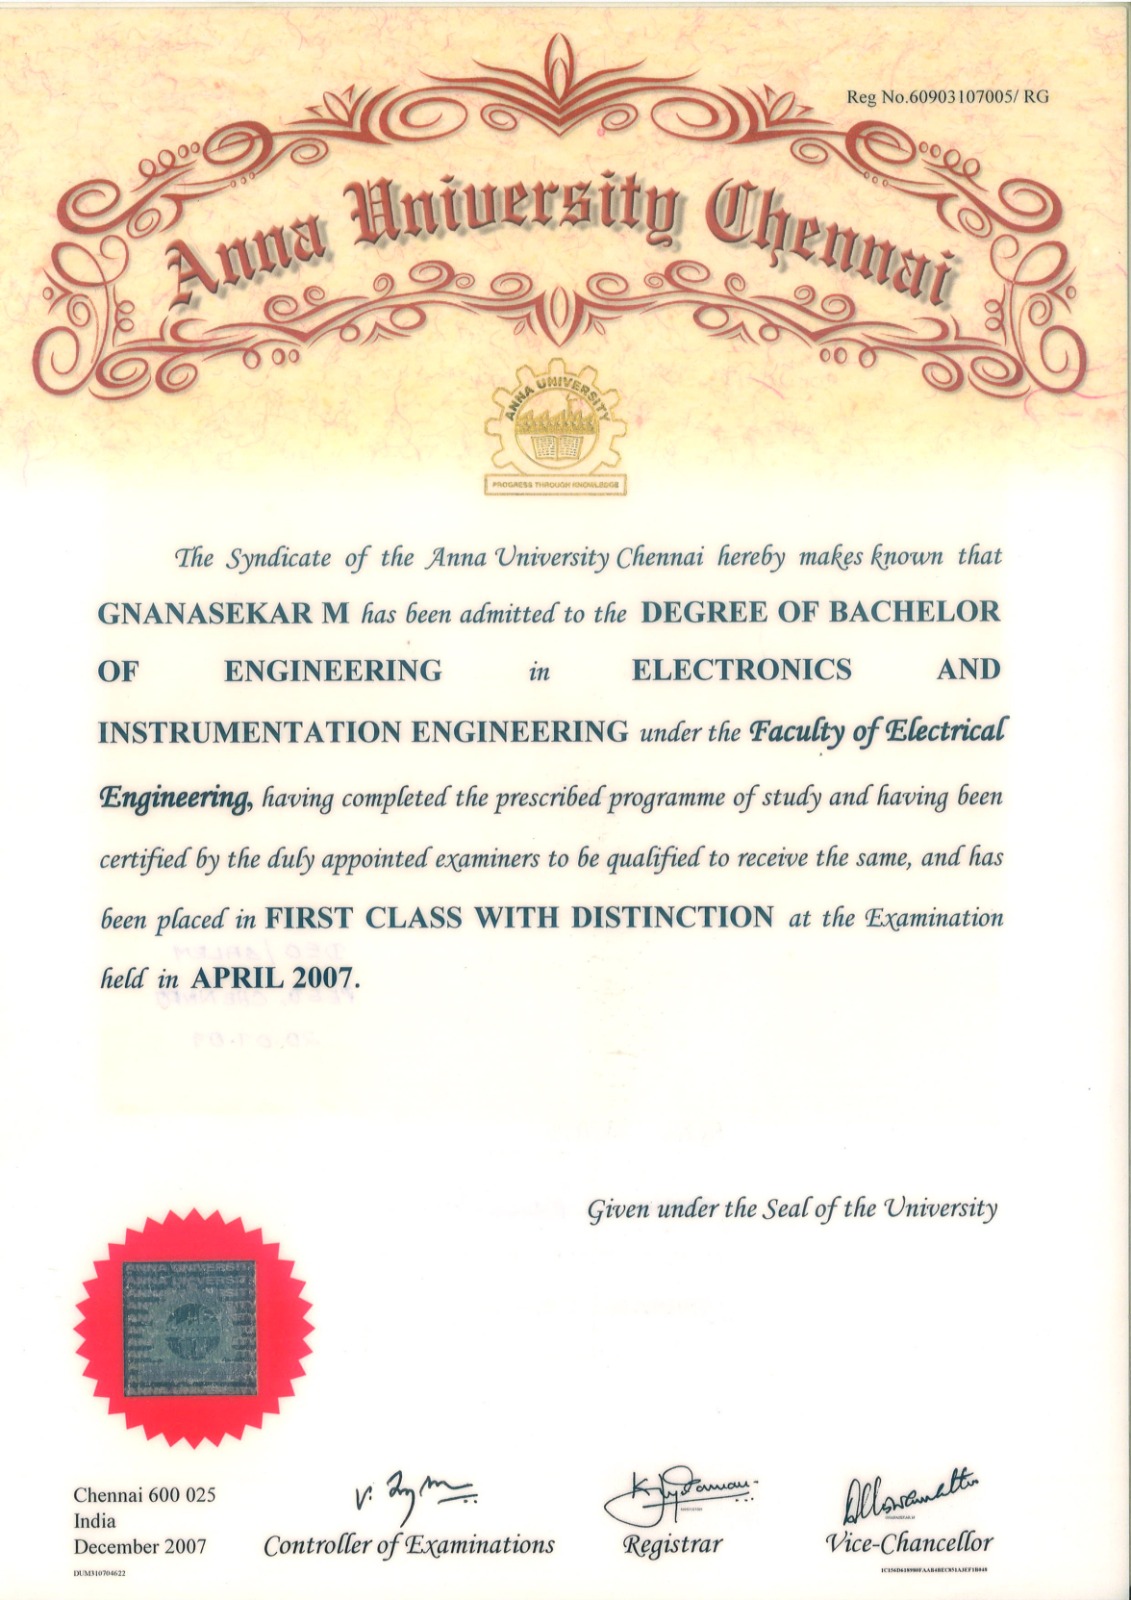 Reg No.60903107005/ RG
Anna University Chennai
ANNA UNIVERSITY
PROGRESS THROUGH KNOWLEDGE
The Syndicate of the Anna University Chennai hereby makes known that
GNANASEKAR M has been admitted to the DEGREE OF BACHELOR
OF ENGINEERING in ELECTRONICS AND
INSTRUMENTATION ENGINEERING under the Faculty of Electrical
Engineering, having completed the prescribed programme of study and having been
certified by the duly appointed examiners to be qualified to receive the same, and has
been placed in FIRST CLASS WITH DISTINCTION at the Examination
held in APRIL 2007.
Given under the Seal of the University
ANNA UNIVERSI
ANNA UNIVERSI
Chennai 600 025
India
December 2007
Controller of Examinations
Registrar
Vice-Chancellor
DUM310704622